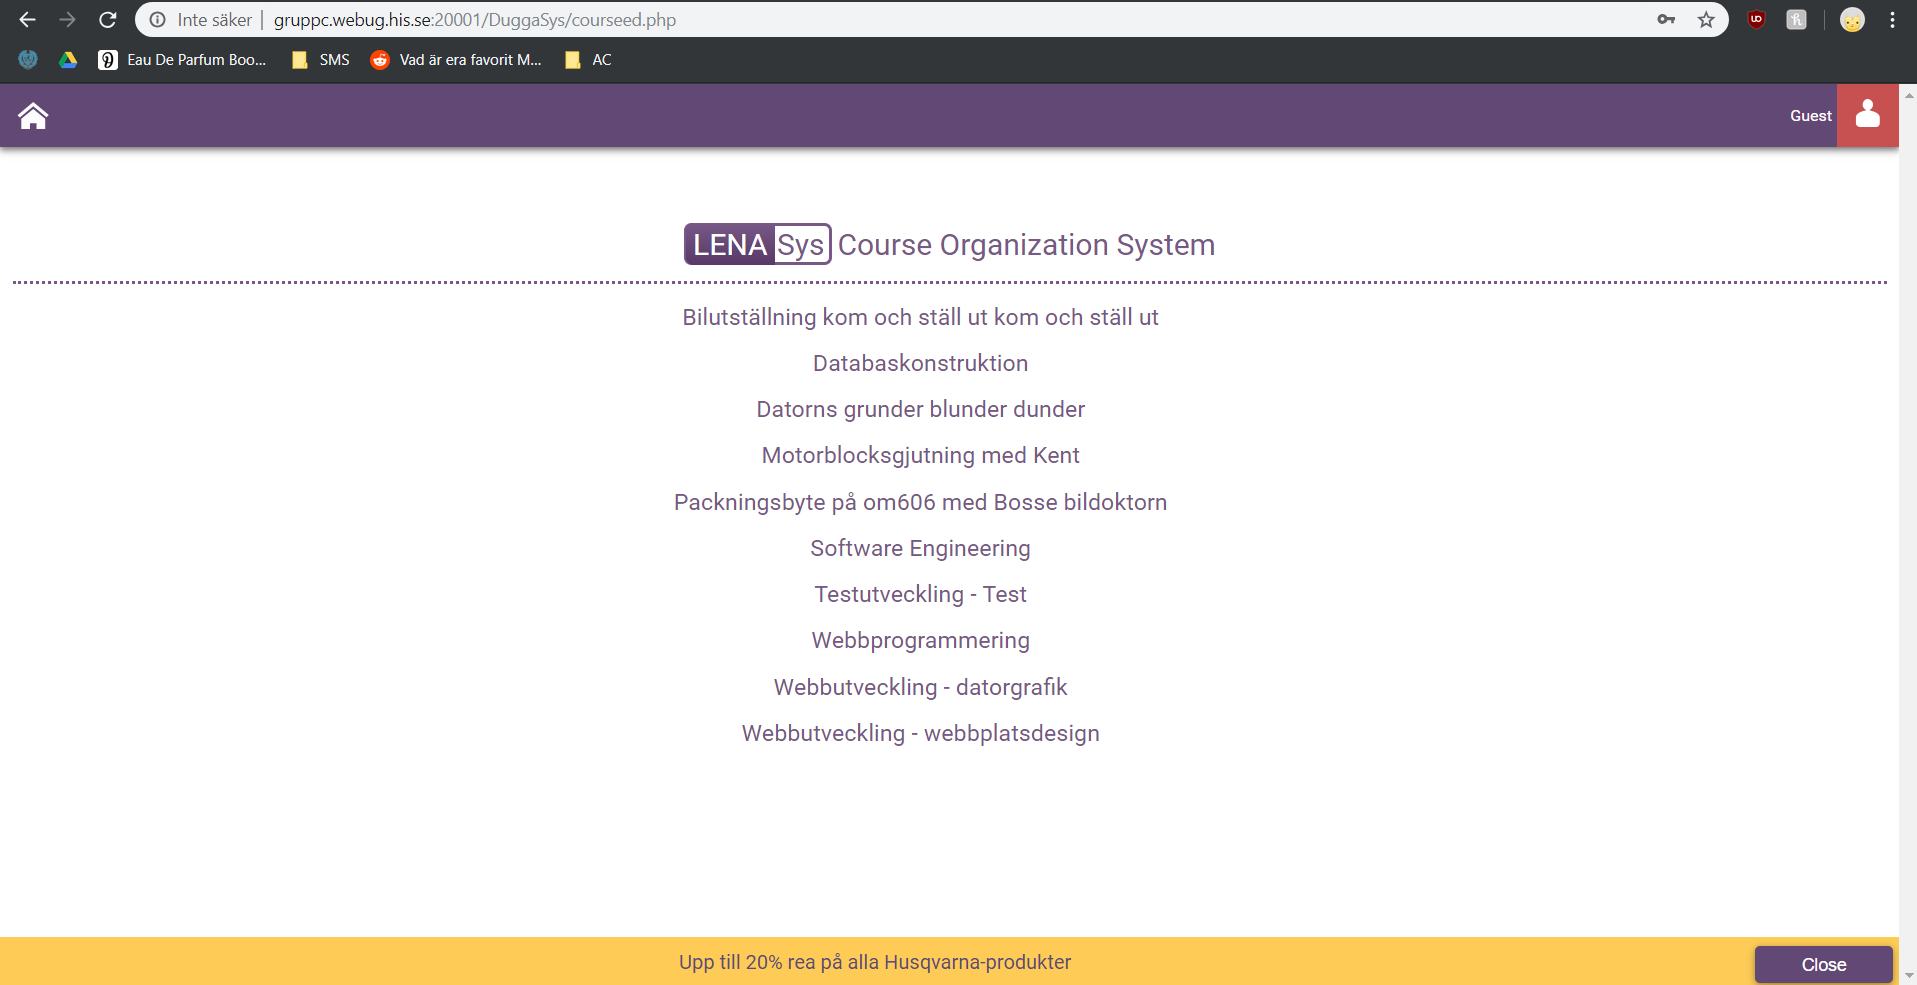 Inte säker gruppc.webug.his.se:20001/DuggaSys/courseed.php
Eau De Parfum Boo... SMS Vad är era favorit M... AC
Guest
LENASys Course Organization System
Bilutställning kom och ställ ut kom och ställ ut
Databaskonstruktion
Datorns grunder blunder dunder
Motorblocksgjutning med Kent
Packningsbyte på om606 med Bosse bildoktorn
Software Engineering
Testutveckling - Test
Webbprogrammering
Webbutveckling - datorgrafik
Webbutveckling - webbplatsdesign
Upp till 20% rea på alla Husqvarna-produkter
Close